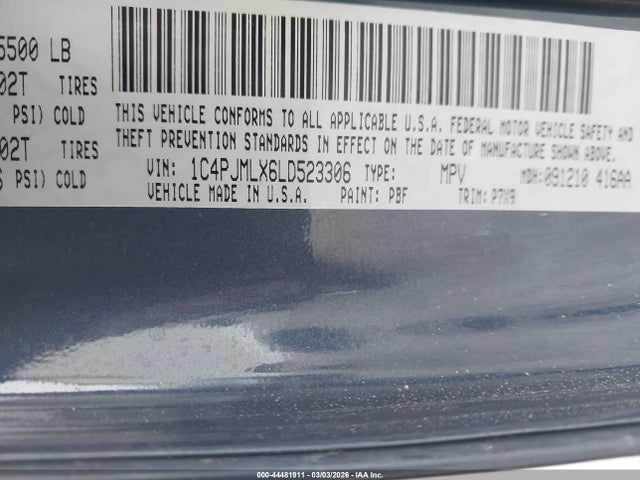 5500 LB
02T TIRES
PSI) COLD
02T TIRES
PSI) COLD
THIS VEHICLE CONFORMS TO ALL APPLICABLE U.S.A. FEDERAL MOTOR VEHICLE SAFETY AND
THEFT PREVENTION STANDARDS IN EFFECT ON THE DATE OF MANUFACTURE SHOWN ABOVE.
VIN: 1C4PJMLX6LD523306 TYPE: MPV MDH: 091210 416AA
VEHICLE MADE IN U.S.A. PAINT: PBF TRIM: P7X9
000-44481911 - 03/03/2026 - IAA Inc.